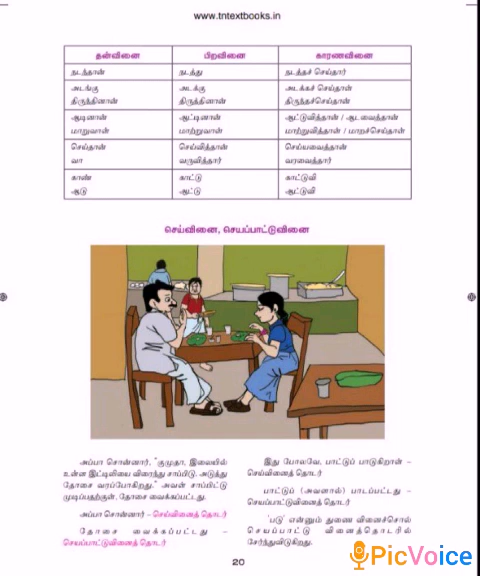 www.tntextbooks.in
தன்வினை பிறவினை காரணவினை
நடந்தான் நடத்து நடத்தச் செய்தார்
அடங்கு அடக்கு அடக்கச் செய்தான்
திருந்தினான் திருத்தினான் திருந்தச்செய்தான்
ஆடினான் ஆட்டினான் ஆட்டுவித்தான் / ஆடவைத்தான்
மாறுவான் மாற்றுவான் மாற்றுவித்தான் / மாறச்செய்தான்
செய்தான் செய்வித்தான் செய்யவைத்தான்
வா வருவித்தார் வரவைத்தார்
காண் காட்டு காட்டுவி
ஆடு ஆட்டு ஆட்டுவி
செய்வினை, செயப்பாட்டுவினை
அப்பா சொன்னார், "குமுதா, இலையில்
உள்ள இட்டிலியை விரைந்து சாப்பிடு. அடுத்து
தோசை வரப்போகிறது." அவள் சாப்பிட்டு
முடிப்பதற்குள், தோசை வைக்கப்பட்டது.
அப்பா சொன்னார் – செய்வினைத் தொடர்
தோசை வைக்கப்பட்டது –
செயப்பாட்டுவினைத் தொடர்
இது போலவே, பாட்டுப் பாடுகிறாள் –
செய்வினைத் தொடர்
பாட்டுப் (அவளால்) பாடப்பட்டது –
செயப்பாட்டுவினைத் தொடர்
'படு' என்னும் துணை வினைச்சொல்
செயப்பாட்டு வினைத்தொடரில்
சேர்ந்துவிடுகிறது.
20
PicVoice